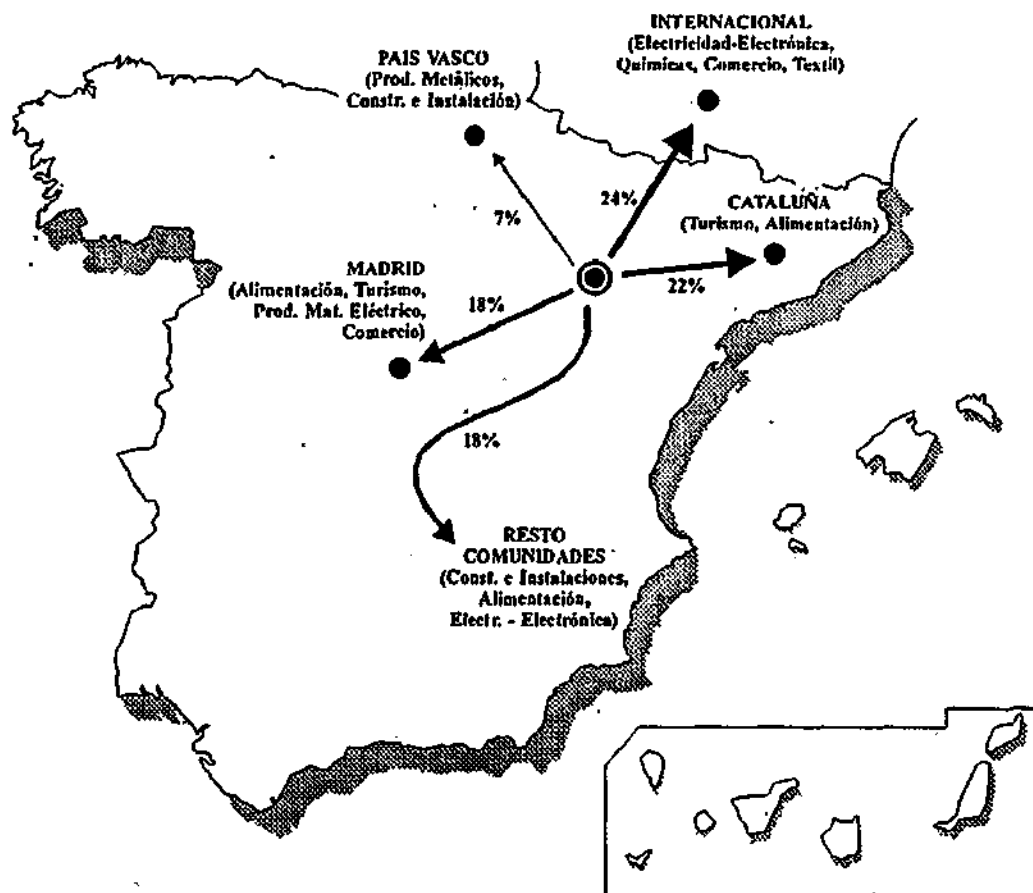 INTERNACIONAL
(Electricidad-Electrónica,
Químicas, Comercio, Textil)
PAIS VASCO
(Prod. Metálicos,
Constr. e Instalación)
24%
7%
CATALUÑA
(Turismo, Alimentación)
22%
MADRID
(Alimentación, Turismo,
Prod. Mat. Eléctrico,
Comercio)
18%
18%
RESTO
COMUNIDADES
(Const. e Instalaciones,
Alimentación,
Electr. - Electrónica)